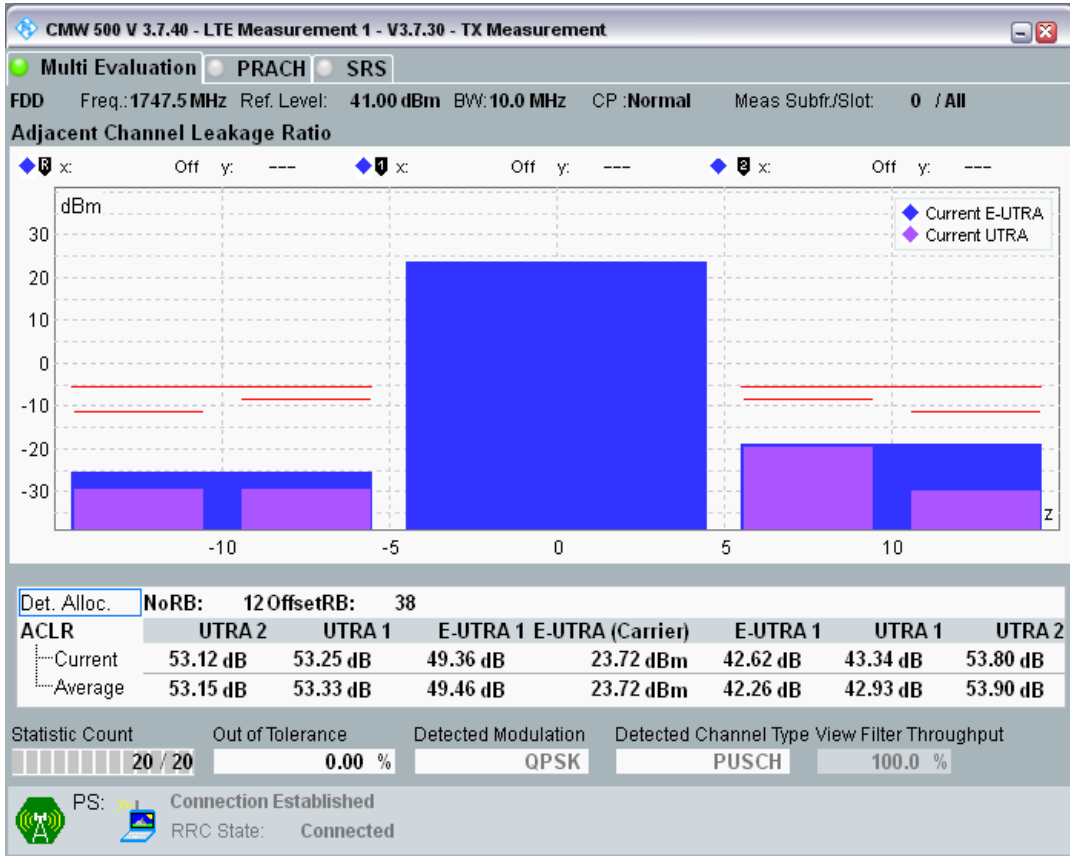 CMW 500 V 3.7.40 - LTE Measurement 1 - V3.7.30 - TX Measurement
Multi Evaluation PRACH SRS
FDD Freq.: 1747.5 MHz Ref. Level: 41.00 dBm BW: 10.0 MHz CP :Normal Meas Subfr./Slot: 0 / All
Adjacent Channel Leakage Ratio
R x: Off y: --- 1 x: Off y: --- 2 x: Off y: ---
dBm
Current E-UTRA
Current UTRA
30
20
10
0
-10
-20
-30
z
-10 -5 0 5 10
Det. Alloc. NoRB: 12 OffsetRB: 38
ACLR UTRA 2 UTRA 1 E-UTRA 1 E-UTRA (Carrier) E-UTRA 1 UTRA 1 UTRA 2
Current 53.12 dB 53.25 dB 49.36 dB 23.72 dBm 42.62 dB 43.34 dB 53.80 dB
Average 53.15 dB 53.33 dB 49.46 dB 23.72 dBm 42.26 dB 42.93 dB 53.90 dB
Statistic Count Out of Tolerance Detected Modulation Detected Channel Type View Filter Throughput
20 / 20 0.00 % QPSK PUSCH 100.0 %
PS: Connection Established
RRC State: Connected